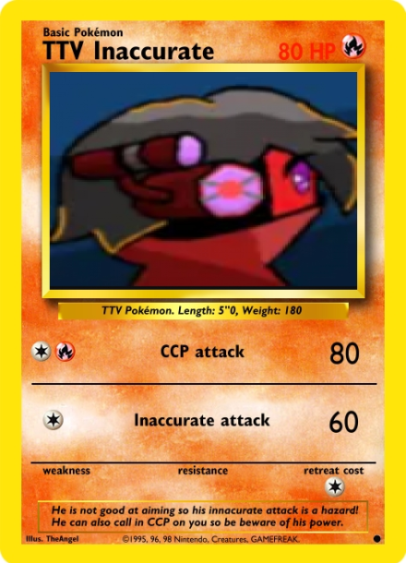 Basic Pokémon
TTV Inaccurate 80 HP
TTV Pokémon. Length: 5"0, Weight: 180
CCP attack 80
Inaccurate attack 60
weakness resistance retreat cost
He is not good at aiming so his innacurate attack is a hazard!
He can also call in CCP on you so be beware of his power.
Illus. TheAngel ©1995, 96, 98 Nintendo, Creatures, GAMEFREAK.